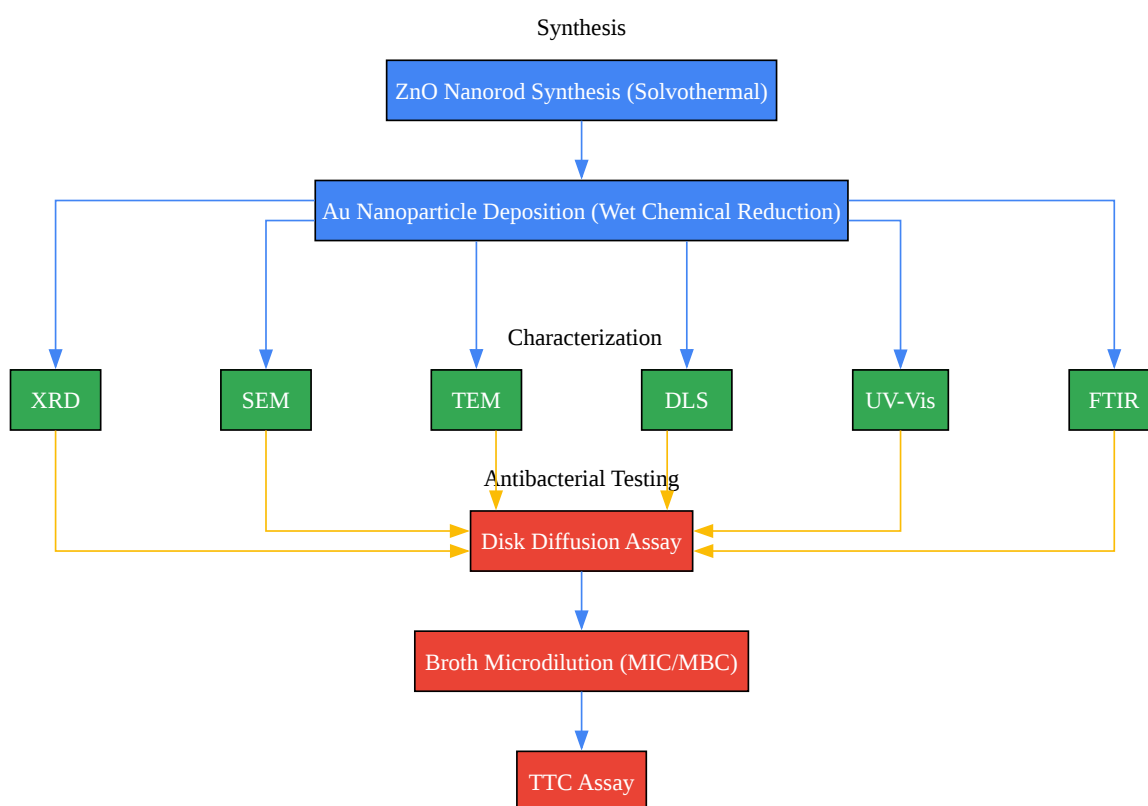 Synthesis
ZnO Nanorod Synthesis (Solvothermal)
Au Nanoparticle Deposition (Wet Chemical Reduction)
Characterization
XRD
SEM
TEM
DLS
UV-Vis
FTIR
Antibacterial Testing
Disk Diffusion Assay
Broth Microdilution (MIC/MBC)
TTC Assay